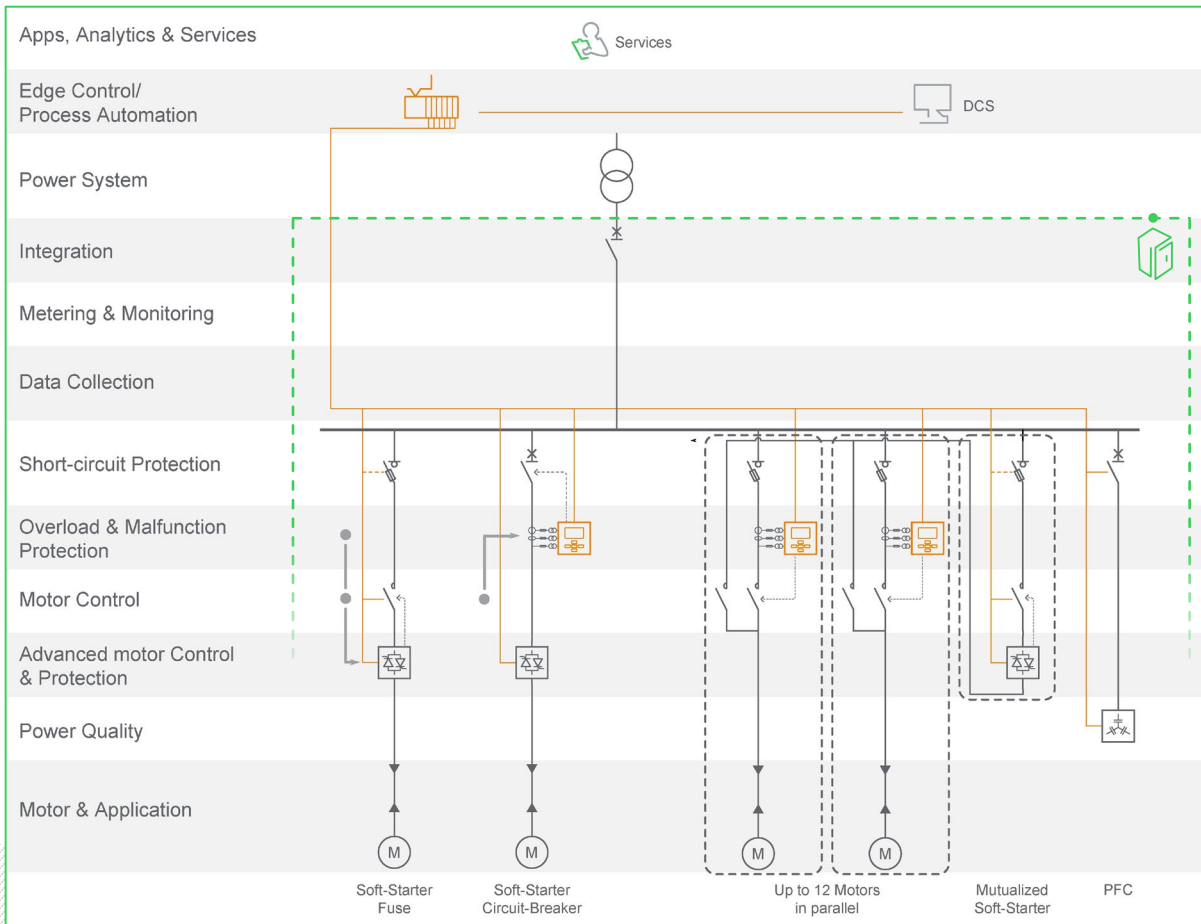 Apps, Analytics & Services
Services
Edge Control/
Process Automation
DCS
Power System
Integration
Metering & Monitoring
Data Collection
Short-circuit Protection
Overload & Malfunction
Protection
Motor Control
Advanced motor Control
& Protection
Power Quality
Motor & Application
M
M
M
M
Soft-Starter
Fuse
Soft-Starter
Circuit-Breaker
Up to 12 Motors
in parallel
Mutualized
Soft-Starter
PFC